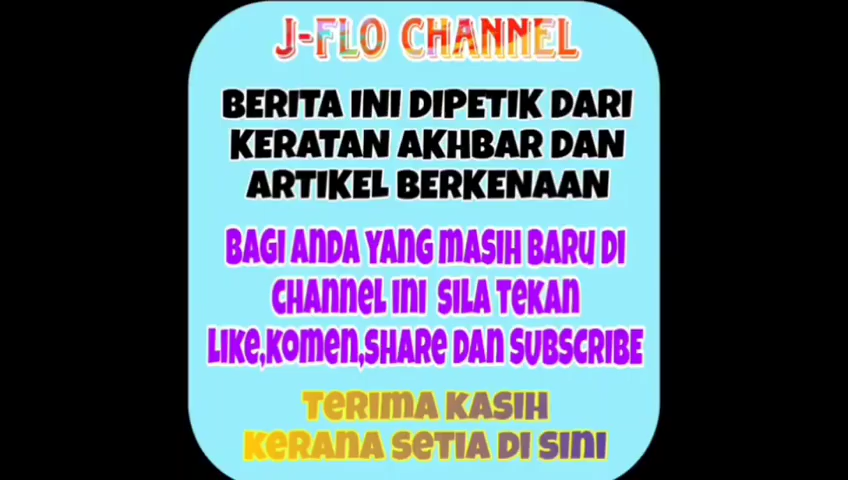 J-FLO CHANNEL
BERITA INI DIPETIK DARI
KERATAN AKHBAR DAN
ARTIKEL BERKENAAN
BAGI ANDA YANG MASIH BARU DI
CHANNEL INI SILA TEKAN
LIKE,KOMEN,SHARE DAN SUBSCRIBE
TERIMA KASIH
KERANA SETIA DI SINI